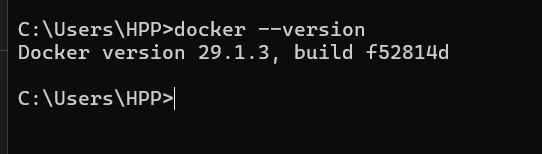 C:\Users\HPP>docker --version
Docker version 29.1.3, build f52814d
C:\Users\HPP>